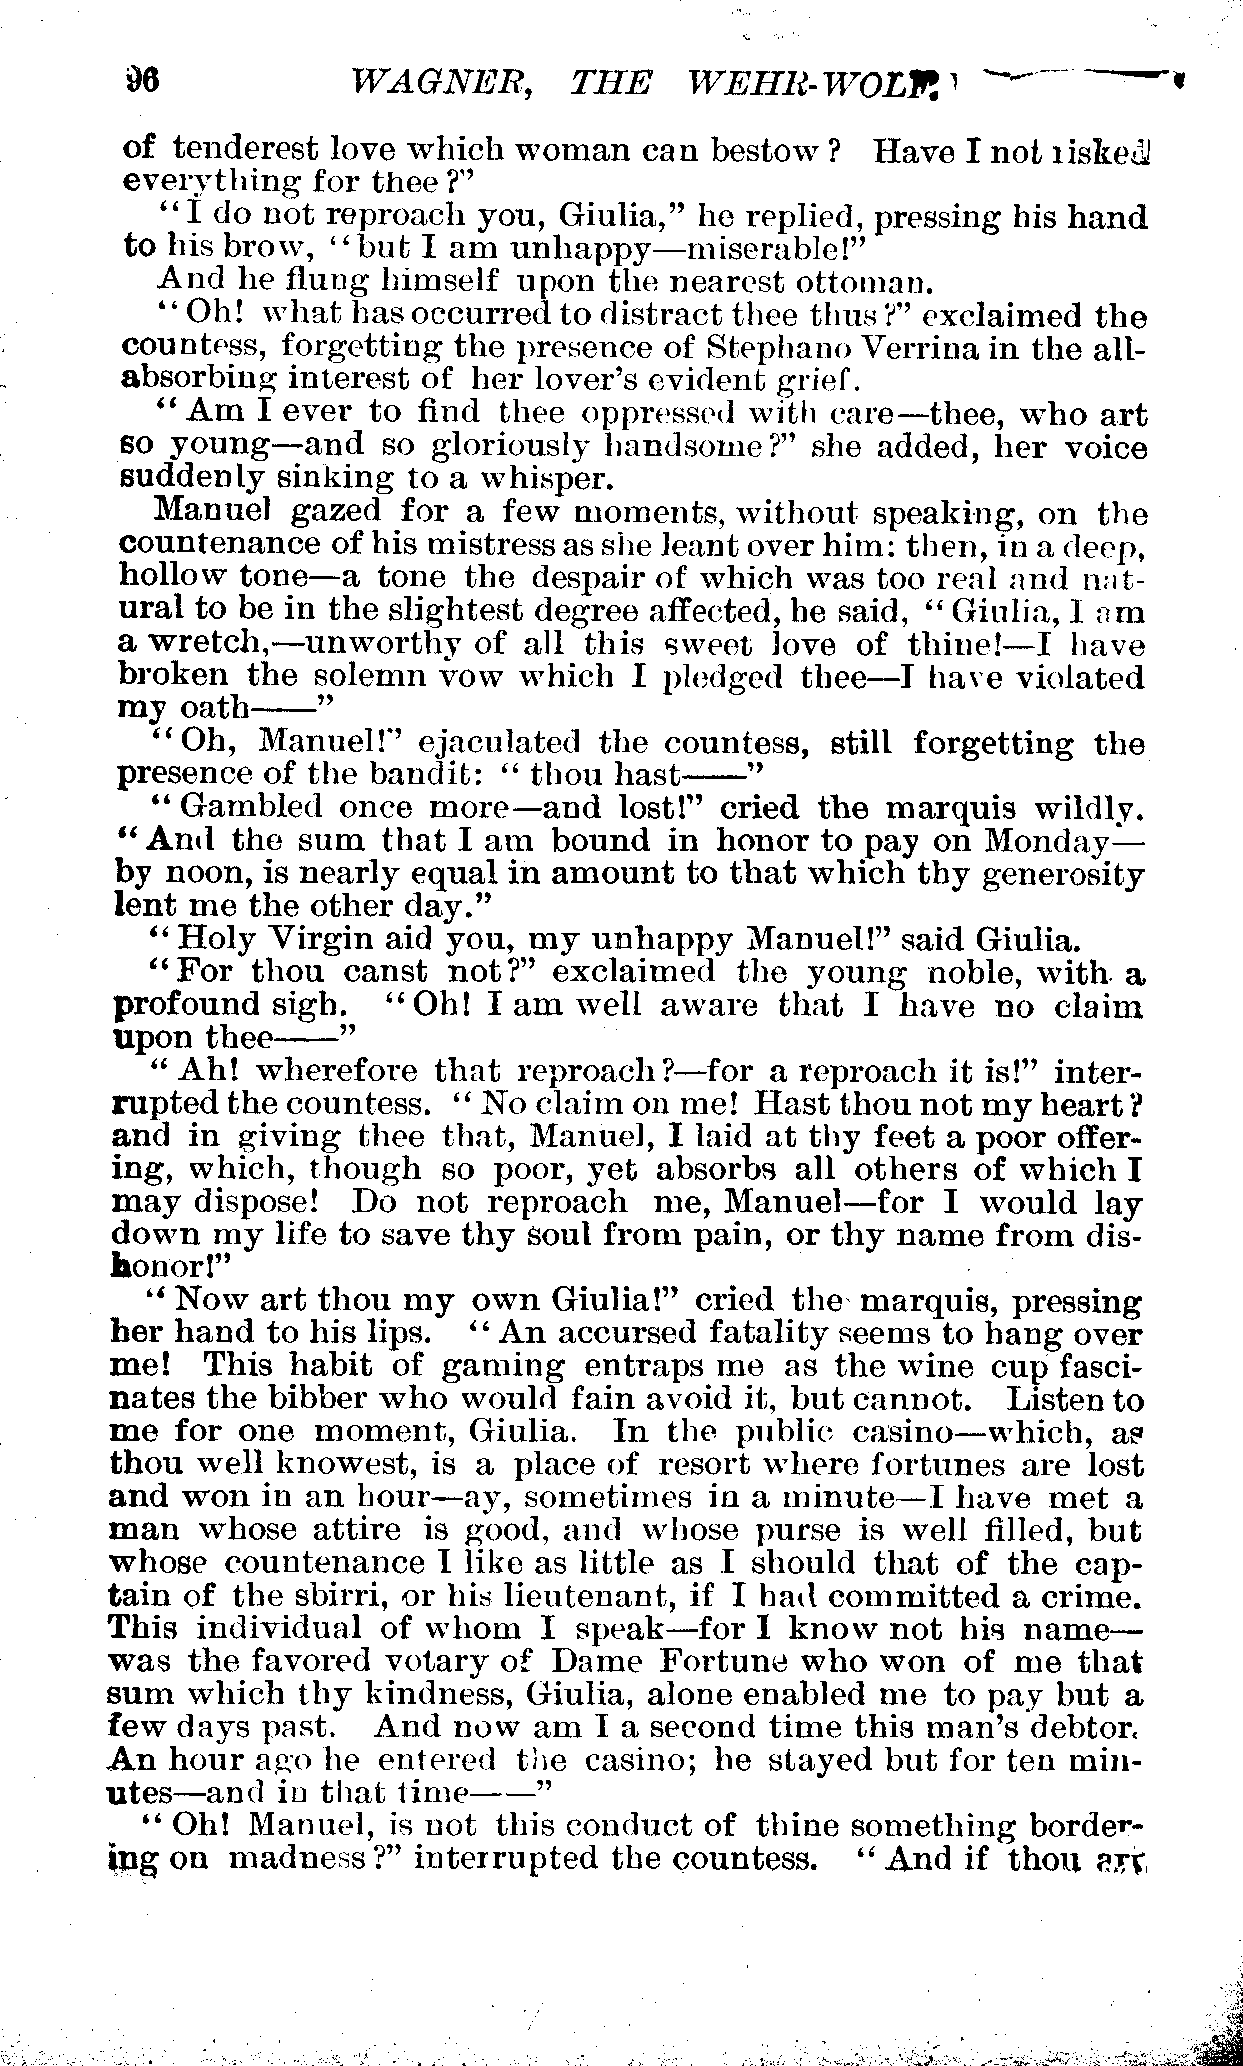 96 WAGNER, THE WEHR-WOLF.
of tenderest love which woman can bestow? Have I not risked
everything for thee?"
"I do not reproach you, Giulia," he replied, pressing his hand
to his brow, "but I am unhappy—miserable!"
And he flung himself upon the nearest ottoman.
"Oh! what has occurred to distract thee thus?" exclaimed the
countess, forgetting the presence of Stephano Verrina in the all-
absorbing interest of her lover's evident grief.
"Am I ever to find thee oppressed with care—thee, who art
so young—and so gloriously handsome?" she added, her voice
suddenly sinking to a whisper.
Manuel gazed for a few moments, without speaking, on the
countenance of his mistress as she leant over him: then, in a deep,
hollow tone—a tone the despair of which was too real and nat-
ural to be in the slightest degree affected, he said, "Giulia, I am
a wretch,—unworthy of all this sweet love of thine!—I have
broken the solemn vow which I pledged thee—I have violated
my oath——"
"Oh, Manuel!" ejaculated the countess, still forgetting the
presence of the bandit: "thou hast——"
"Gambled once more—and lost!" cried the marquis wildly.
"And the sum that I am bound in honor to pay on Monday—
by noon, is nearly equal in amount to that which thy generosity
lent me the other day."
"Holy Virgin aid you, my unhappy Manuel!" said Giulia.
"For thou canst not?" exclaimed the young noble, with a
profound sigh. "Oh! I am well aware that I have no claim
upon thee——"
"Ah! wherefore that reproach?—for a reproach it is!" inter-
rupted the countess. "No claim on me! Hast thou not my heart?
and in giving thee that, Manuel, I laid at thy feet a poor offer-
ing, which, though so poor, yet absorbs all others of which I
may dispose! Do not reproach me, Manuel—for I would lay
down my life to save thy soul from pain, or thy name from dis-
honor!"
"Now art thou my own Giulia!" cried the marquis, pressing
her hand to his lips. "An accursed fatality seems to hang over
me! This habit of gaming entraps me as the wine cup fasci-
nates the bibber who would fain avoid it, but cannot. Listen to
me for one moment, Giulia. In the public casino—which, as
thou well knowest, is a place of resort where fortunes are lost
and won in an hour—ay, sometimes in a minute—I have met a
man whose attire is good, and whose purse is well filled, but
whose countenance I like as little as I should that of the cap-
tain of the sbirri, or his lieutenant, if I had committed a crime.
This individual of whom I speak—for I know not his name—
was the favored votary of Dame Fortune who won of me that
sum which thy kindness, Giulia, alone enabled me to pay but a
few days past. And now am I a second time this man's debtor.
An hour ago he entered the casino; he stayed but for ten min-
utes—and in that time——"
"Oh! Manuel, is not this conduct of thine something border-
ing on madness?" interrupted the countess. "And if thou art